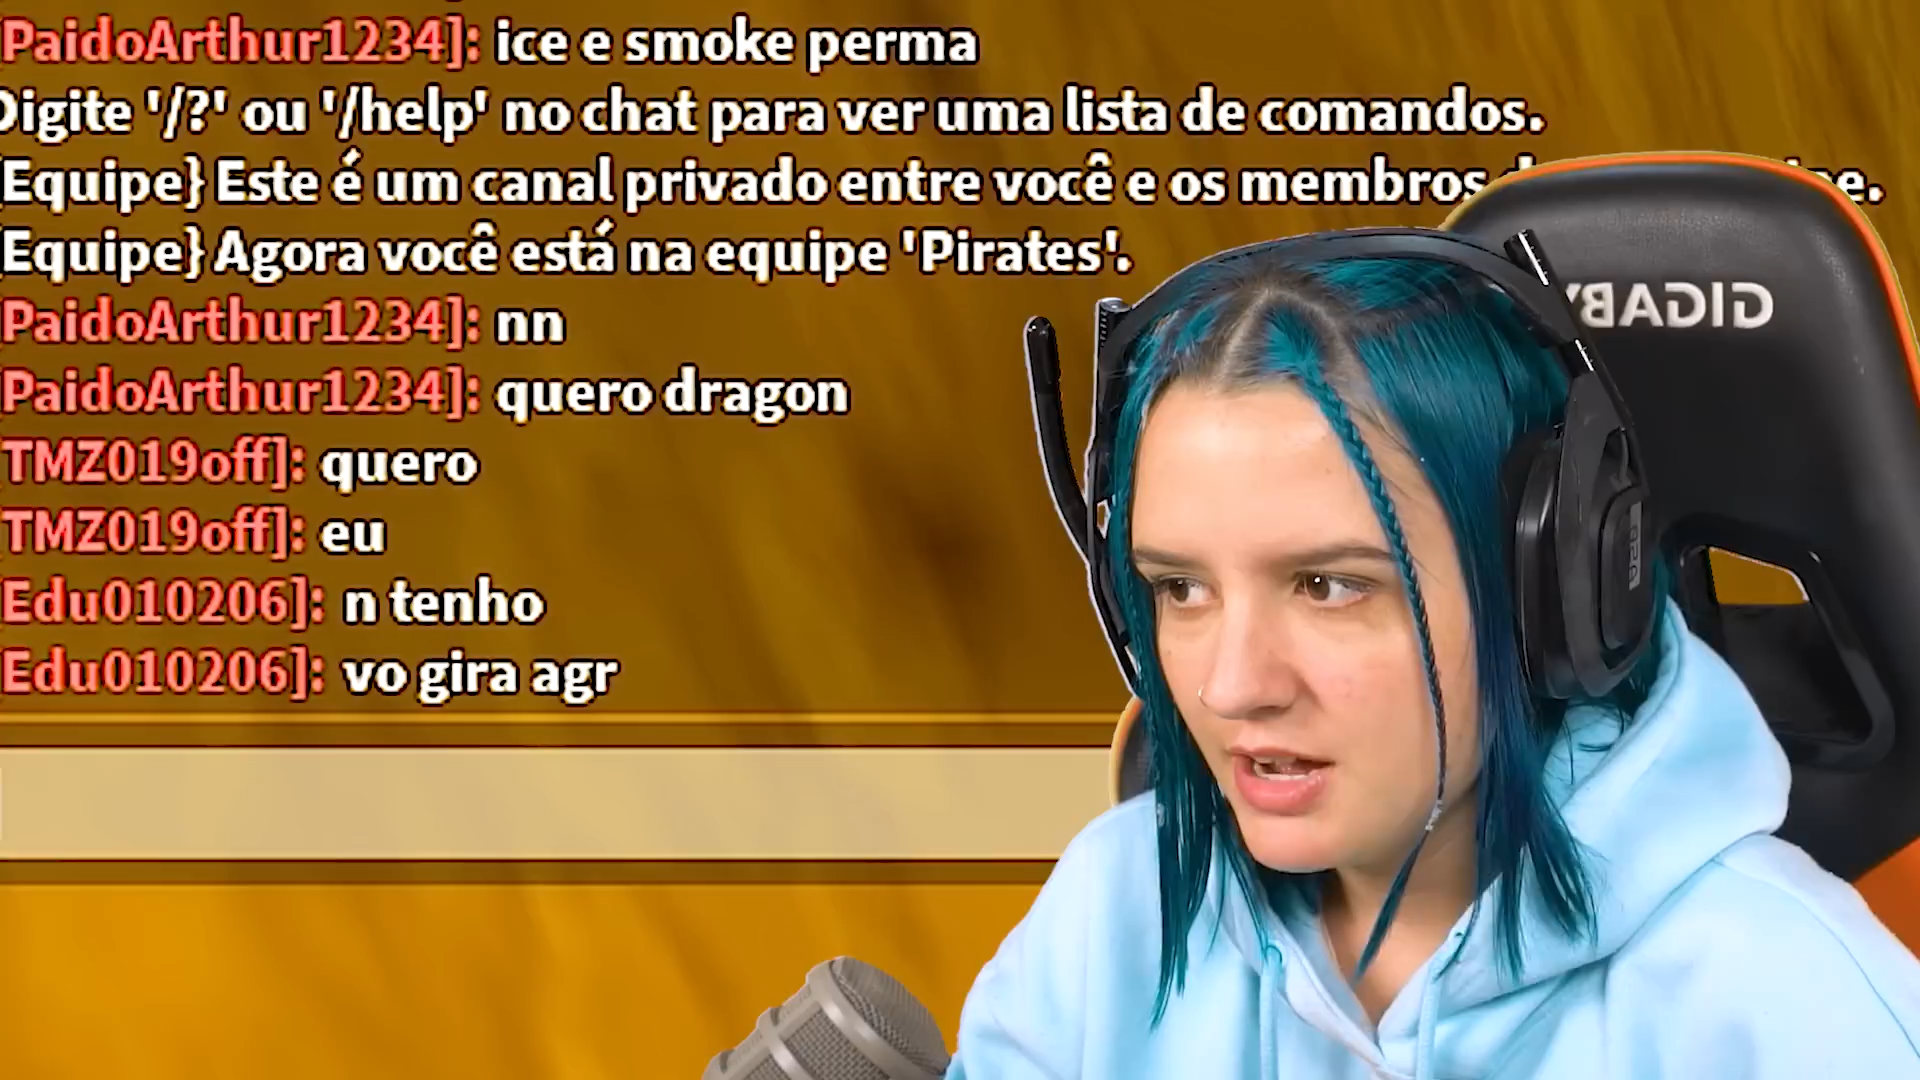 PaidoArthur1234]: ice e smoke perma
Digite '/?' ou '/help' no chat para ver uma lista de comandos.
{Equipe} Este é um canal privado entre você e os membros
{Equipe} Agora você está na equipe 'Pirates'.
PaidoArthur1234]: nn
PaidoArthur1234]: quero dragon
[TMZ019off]: quero
[TMZ019off]: eu
[Edu010206]: n tenho
[Edu010206]: vo gira agr
A50